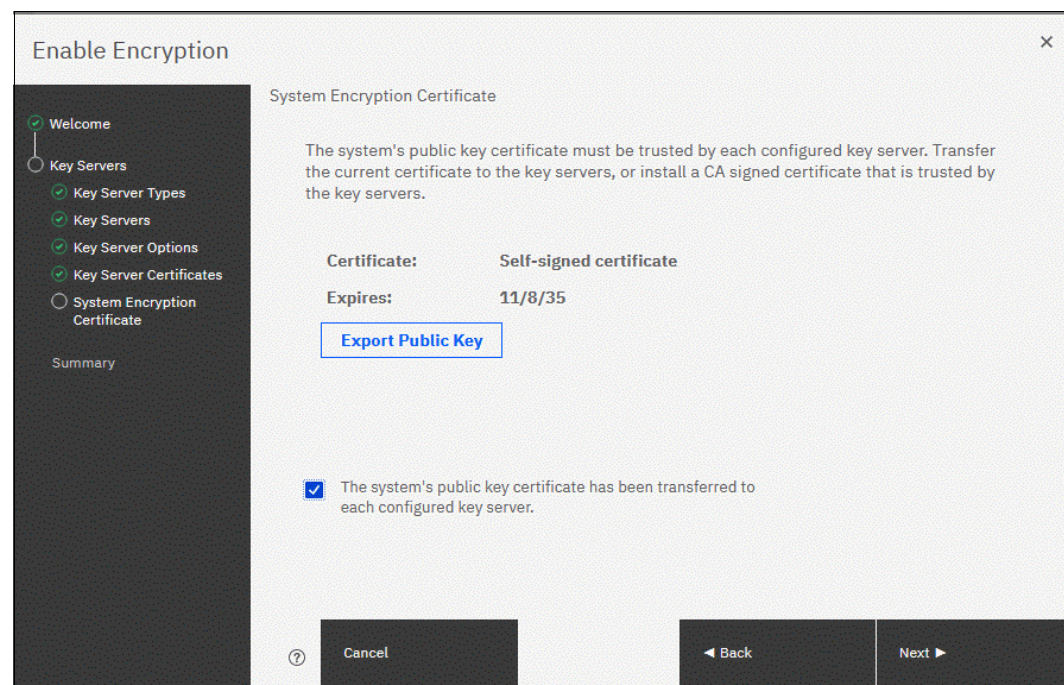 Enable Encryption
Welcome
Key Servers
Key Server Types
Key Servers
Key Server Options
Key Server Certificates
System Encryption
Certificate
Summary
System Encryption Certificate
The system's public key certificate must be trusted by each configured key server. Transfer
the current certificate to the key servers, or install a CA signed certificate that is trusted by
the key servers.
Certificate: Self-signed certificate
Expires: 11/8/35
Export Public Key
The system's public key certificate has been transferred to
each configured key server.
Cancel
Back
Next